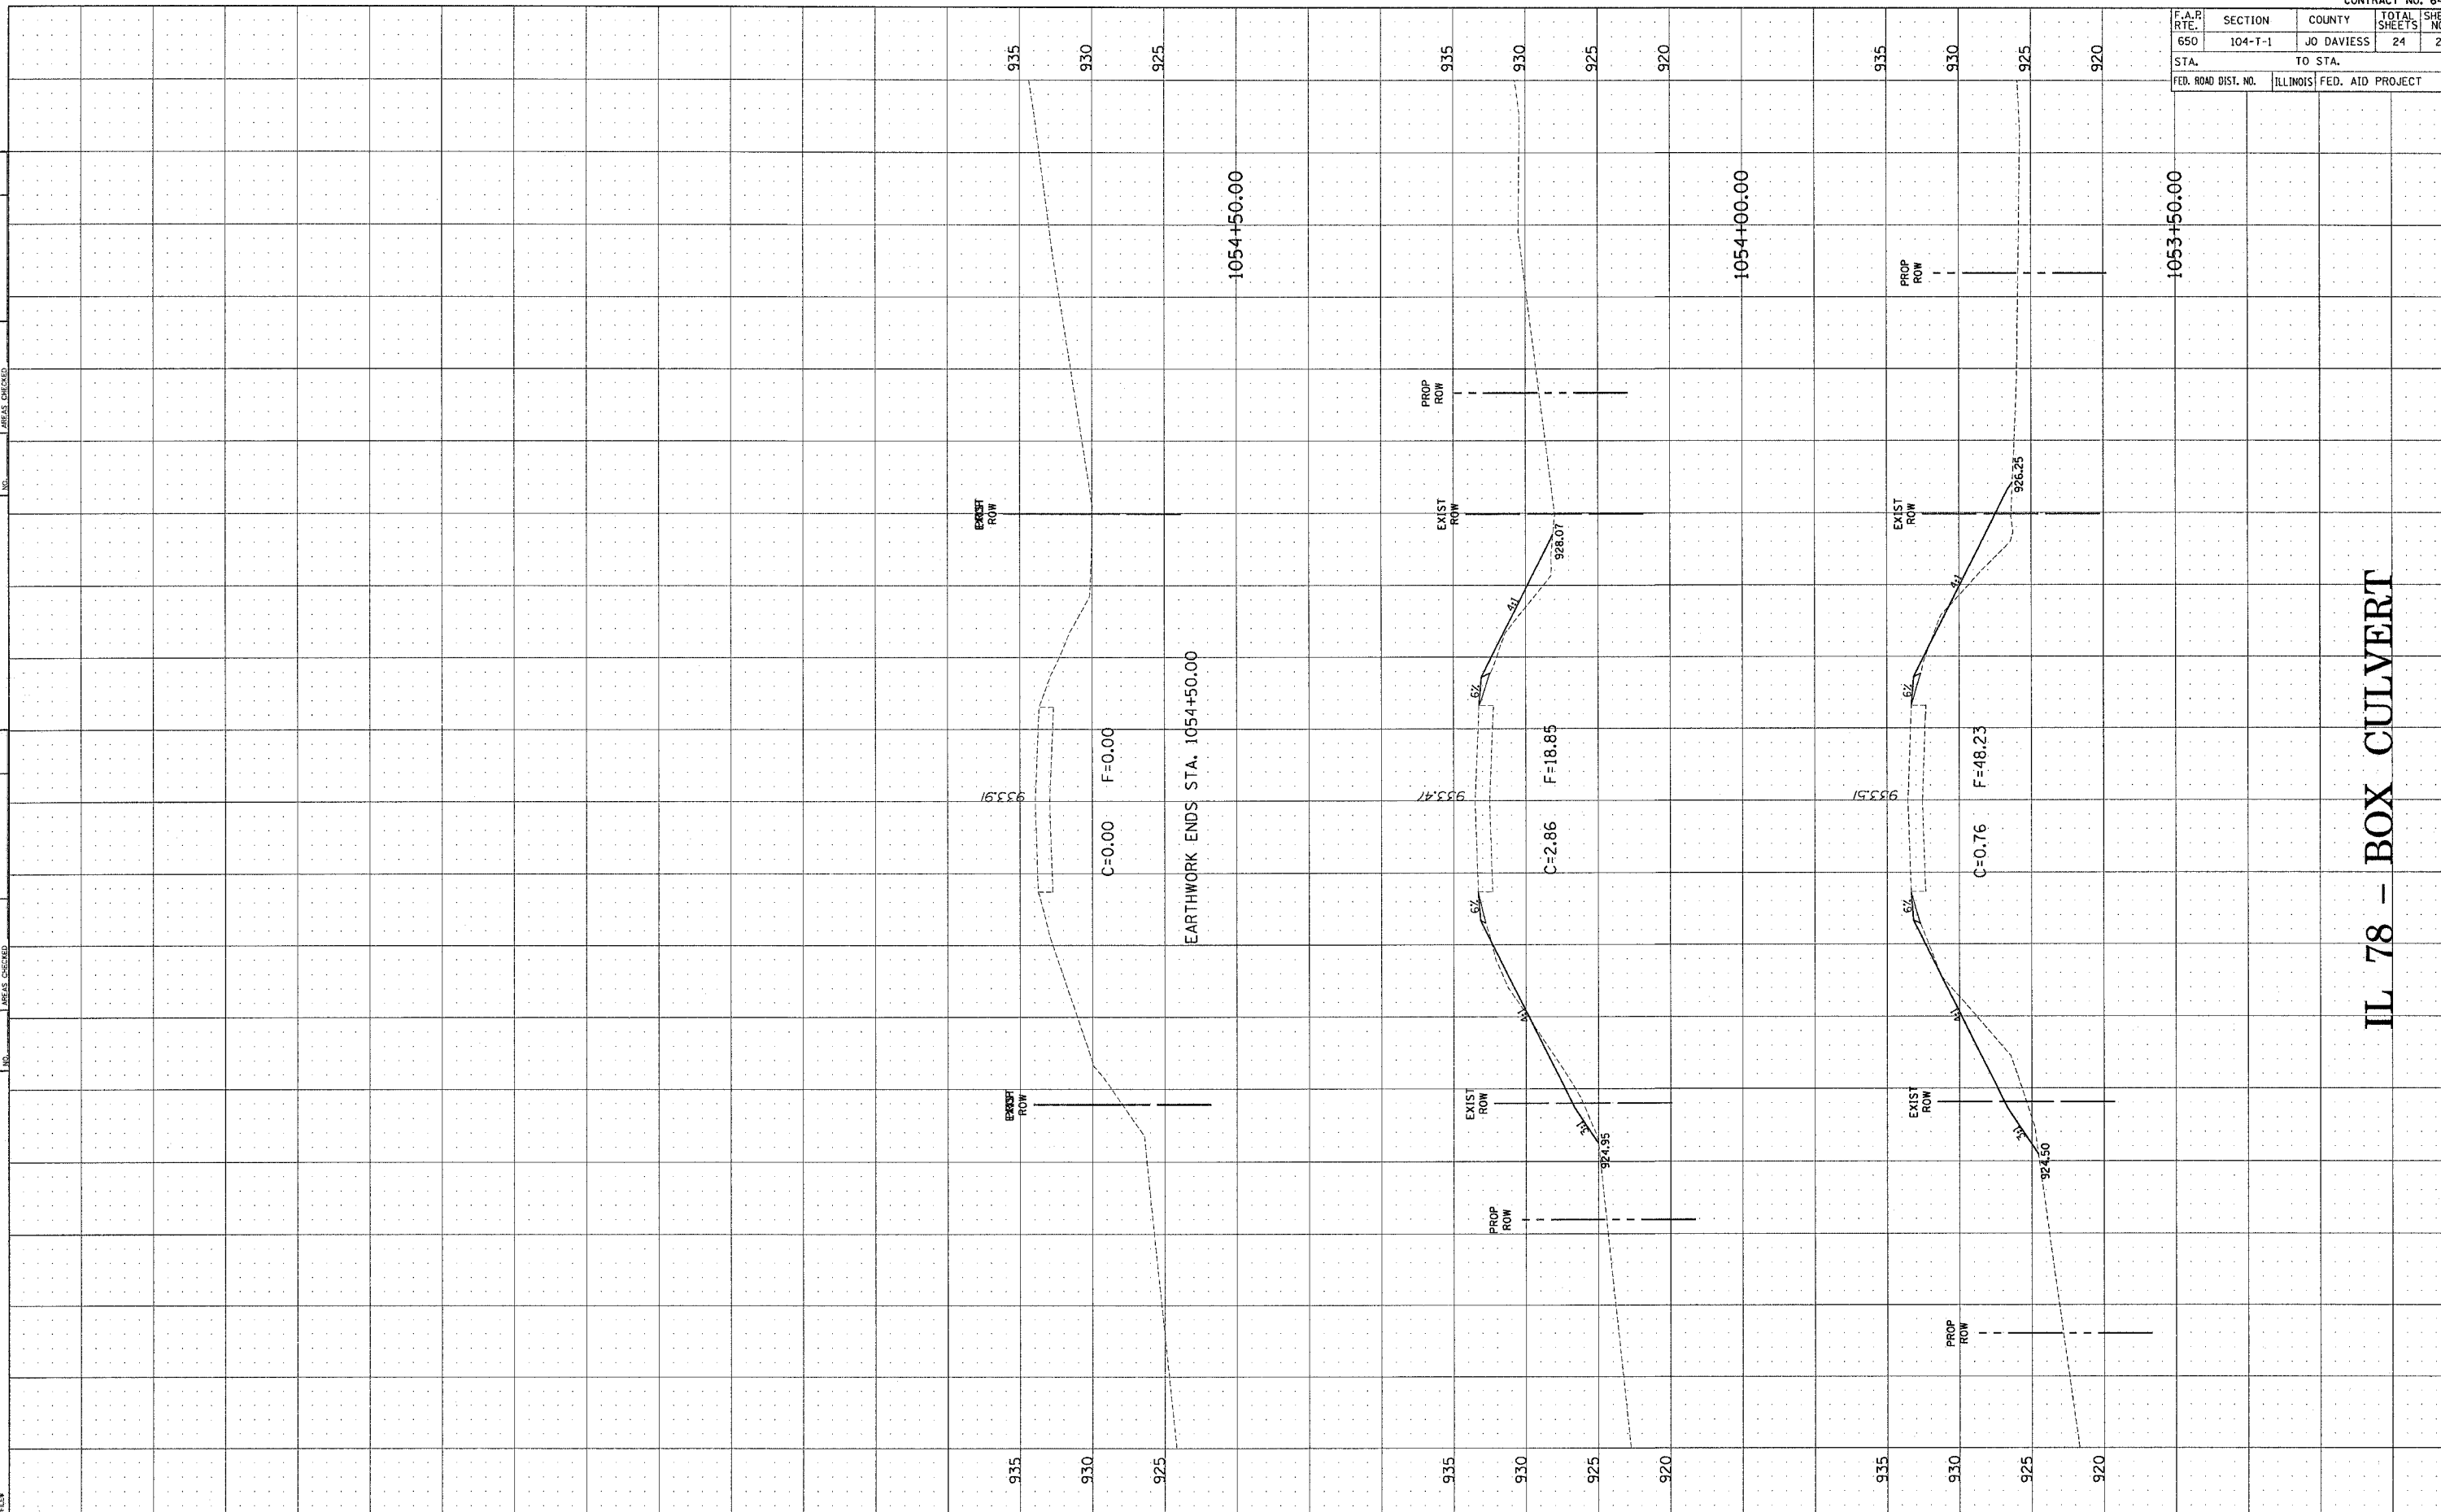 CONTRACT NO.
F.A.P. RTE.
SECTION
COUNTY
TOTAL SHEETS
650
104-T-1
JO DAVIESS
24
STA. TO STA.
FED. ROAD DIST. NO.
ILLINOIS
FED. AID PROJECT
935
930
925
1054+50.00
EXIST
ROW
933.91
C=0.00 F=0.00
EARTHWORK ENDS STA. 1054+50.00
ROW
935
930
925
935
930
925
920
1054+00.00
PROP
ROW
EXIST
ROW
928.07
4:1
6%
933.47
C=2.86 F=18.85
6%
4:1
EXIST
ROW
924.95
PROP
ROW
935
930
925
920
935
930
925
920
1053+50.00
PROP
ROW
EXIST
ROW
926.25
4:1
6%
933.51
C=0.76 F=48.23
6%
4:1
EXIST
ROW
924.50
PROP
ROW
935
930
925
920
IL 78 – BOX CULVERT
NO.
AREAS CHECKED
NO.
AREAS CHECKED